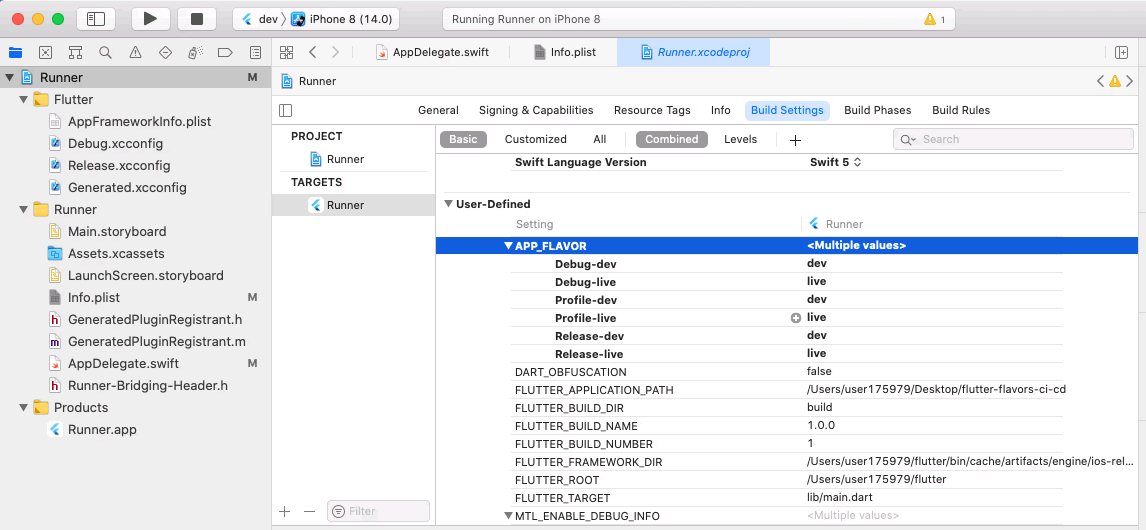 dev 〉 iPhone 8 (14.0)
Running Runner on iPhone 8
1
AppDelegate.swift
Info.plist
Runner.xcodeproj
Runner M
Flutter
AppFrameworkInfo.plist
Debug.xcconfig
Release.xcconfig
Generated.xcconfig
Runner
Main.storyboard
Assets.xcassets
LaunchScreen.storyboard
Info.plist M
h GeneratedPluginRegistrant.h
m GeneratedPluginRegistrant.m
AppDelegate.swift M
h Runner-Bridging-Header.h
Products
Runner.app
Runner
General Signing & Capabilities Resource Tags Info Build Settings Build Phases Build Rules
PROJECT
Runner
TARGETS
Runner
Filter
Basic Customized All Combined Levels + Search
Swift Language Version Swift 5
User-Defined
Setting Runner
APP_FLAVOR <Multiple values>
Debug-dev dev
Debug-live live
Profile-dev dev
Profile-live live
Release-dev dev
Release-live live
DART_OBFUSCATION false
FLUTTER_APPLICATION_PATH /Users/user175979/Desktop/flutter-flavors-ci-cd
FLUTTER_BUILD_DIR build
FLUTTER_BUILD_NAME 1.0.0
FLUTTER_BUILD_NUMBER 1
FLUTTER_FRAMEWORK_DIR /Users/user175979/flutter/bin/cache/artifacts/engine/ios-rel...
FLUTTER_ROOT /Users/user175979/flutter
FLUTTER_TARGET lib/main.dart
MTL_ENABLE_DEBUG_INFO <Multiple values>